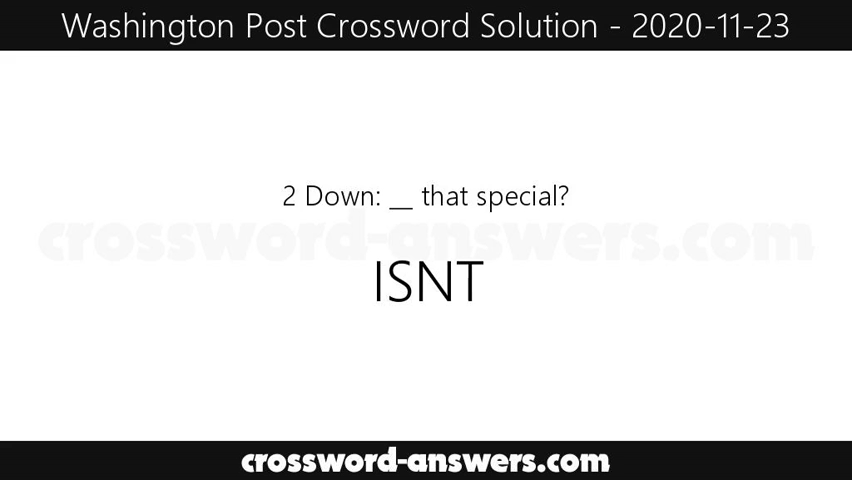 Washington Post Crossword Solution - 2020-11-23
2 Down: __ that special?
crossword-answers.com
ISNT
crossword-answers.com